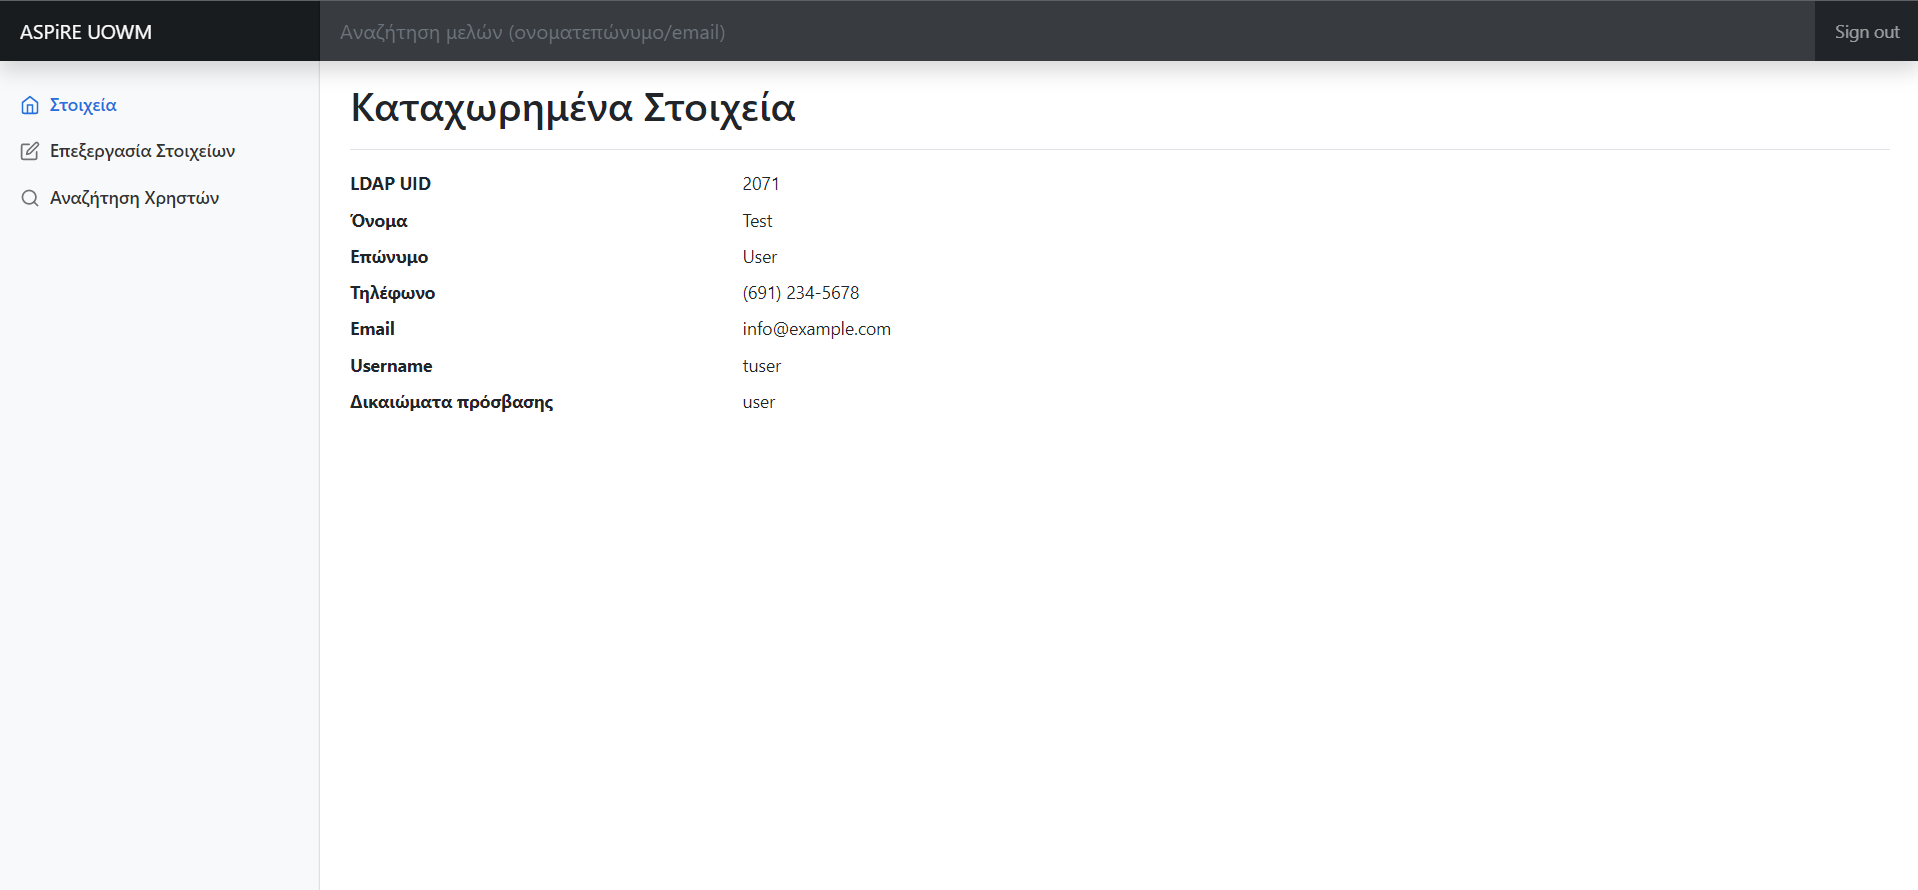 ASPiRE UOWM
Αναζήτηση μελών (ονοματεπώνυμο/email)
Sign out
Στοιχεία
Επεξεργασία Στοιχείων
Αναζήτηση Χρηστών
Καταχωρημένα Στοιχεία
LDAP UID 2071
Όνομα Test
Επώνυμο User
Τηλέφωνο (691) 234-5678
Email info@example.com
Username tuser
Δικαιώματα πρόσβασης user